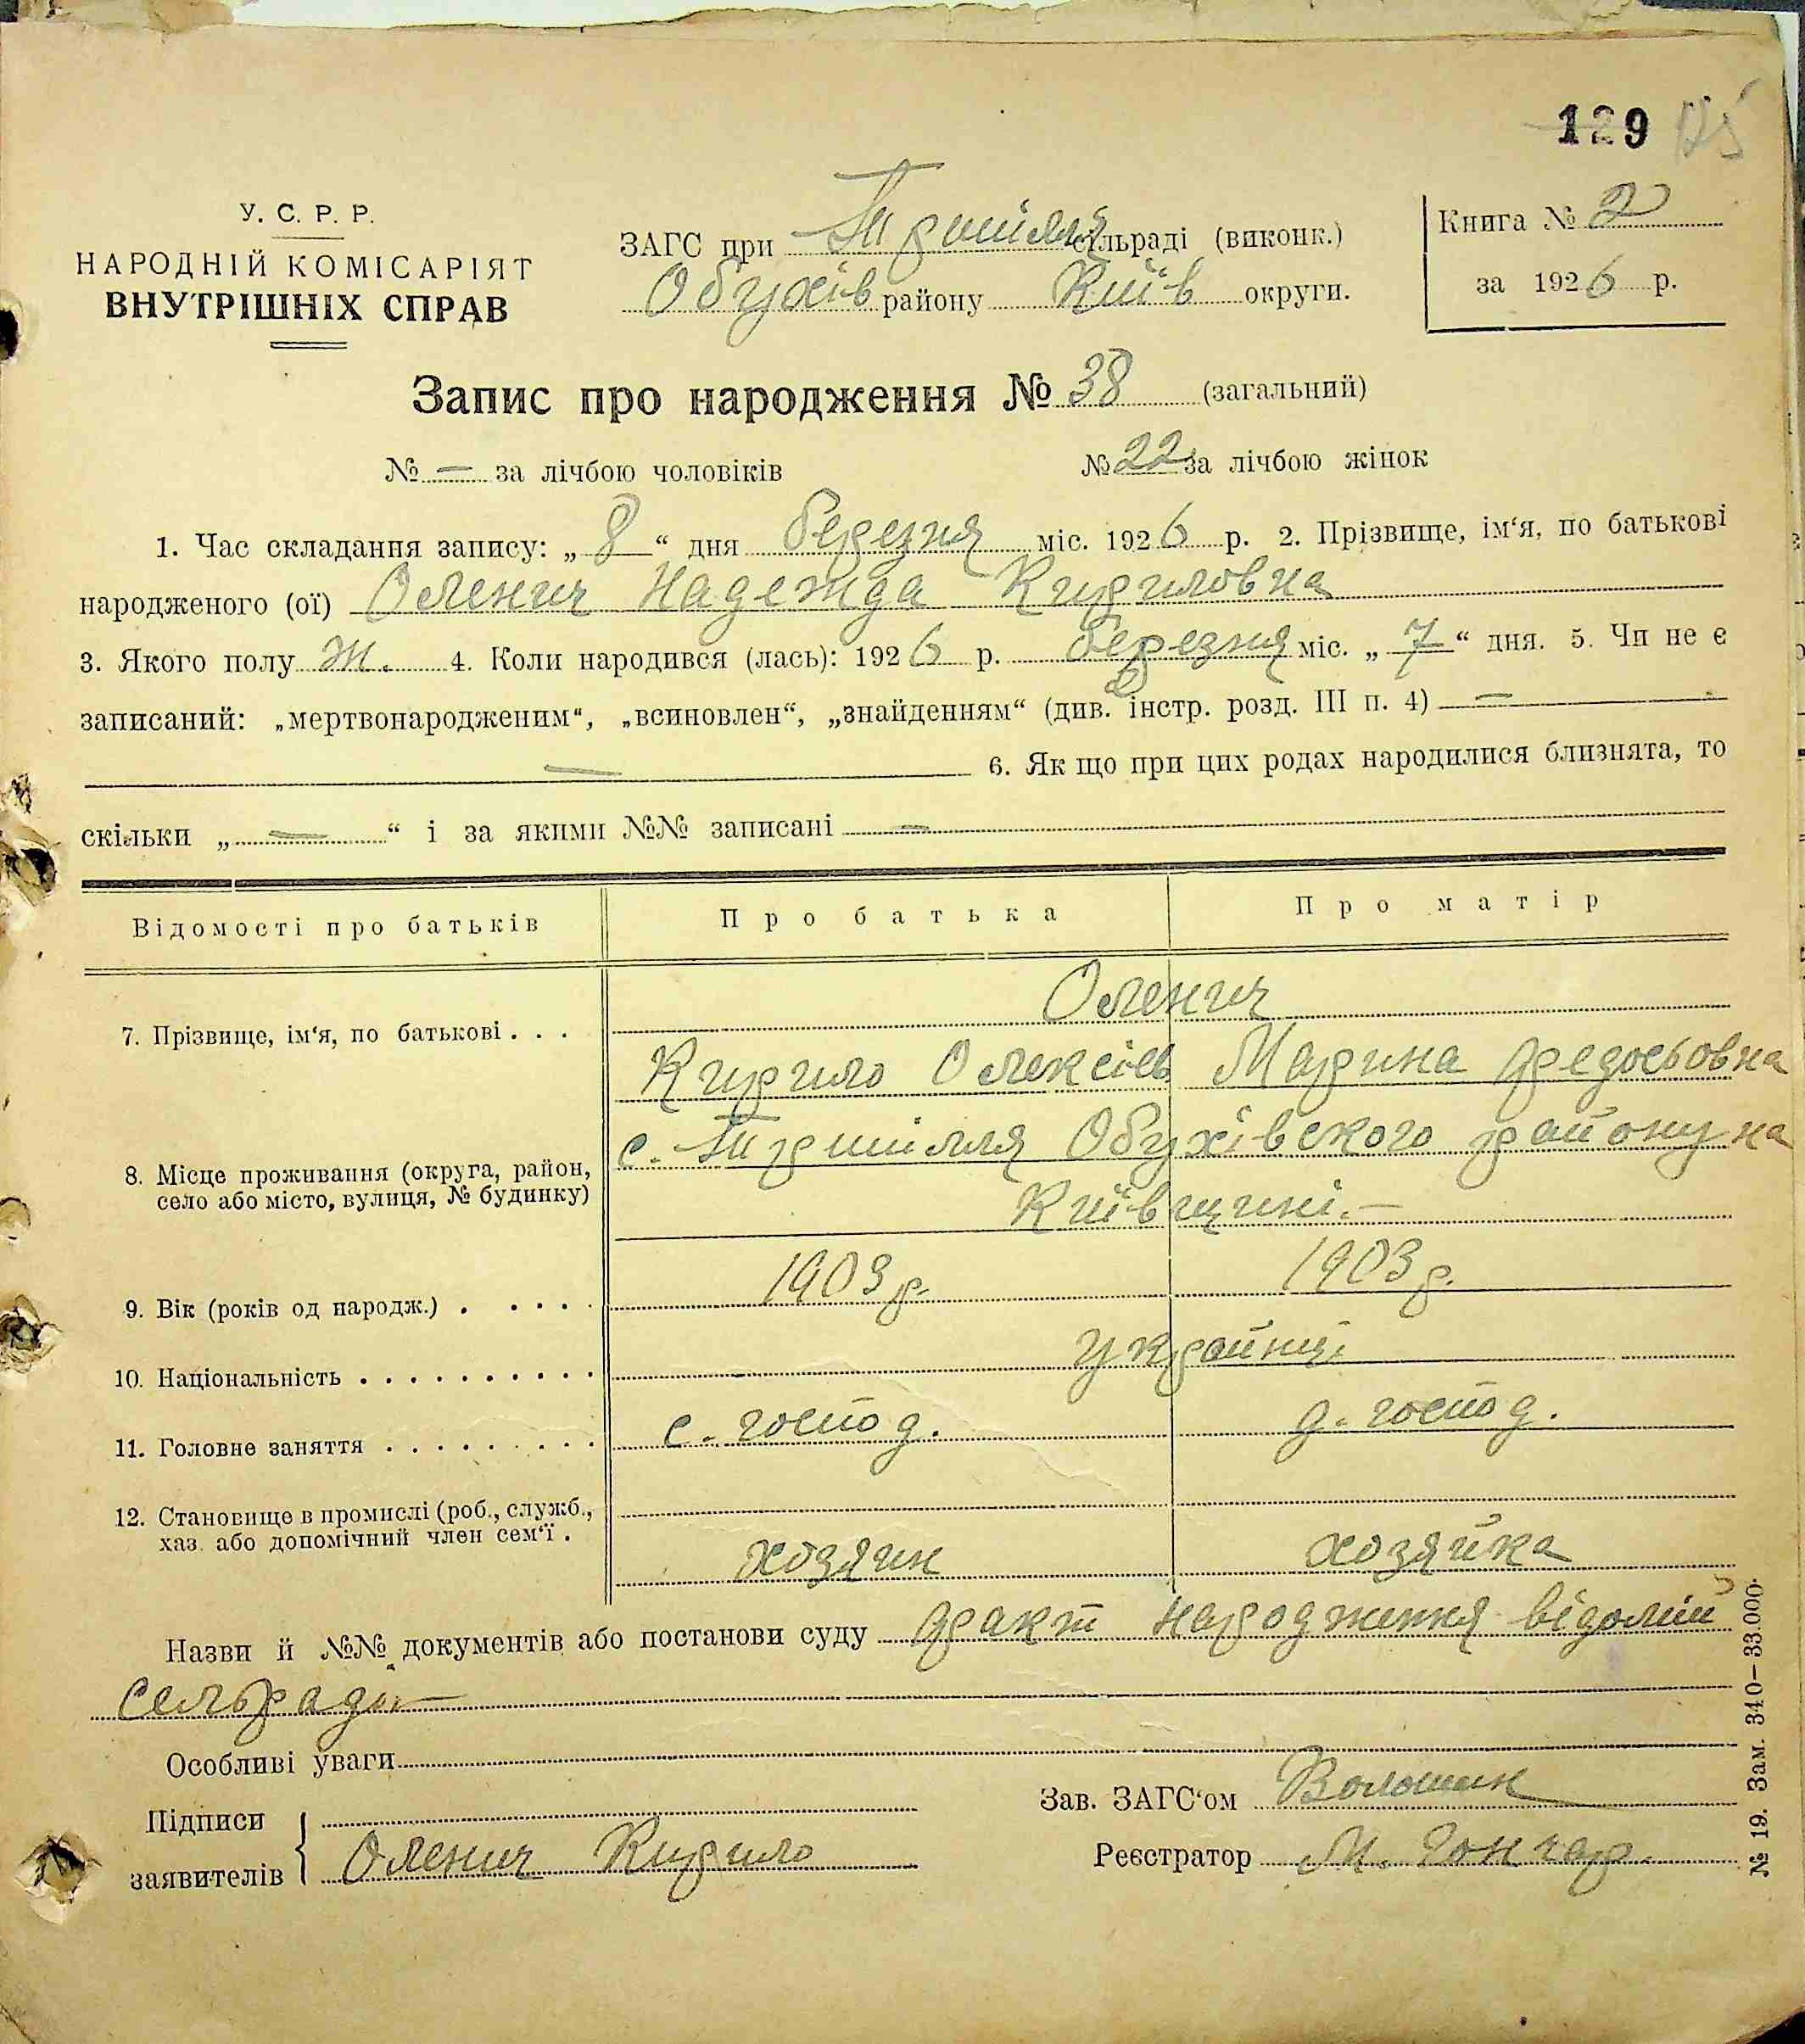 129 125
У. С. Р. Р.
НАРОДНІЙ КОМІСАРІЯТ
ВНУТРІШНІХ СПРАВ
ЗАГС при Трипілля сільраді (виконк.)
Обухів району Київ округи.
Книга № 2
за 1926 р.
Запис про народження № 38 (загальний)
№ — за лічбою чоловіків № 22 за лічбою жінок
1. Час складання запису: „ 8 “ дня березня міс. 1926 р. 2. Прізвище, ім‘я, по батькові
народженого (ої) Оленич Надежда Кириловна
3. Якого полу ж. 4. Коли народився (лась): 1926 р. березня міс. „ 7 “ дня. 5. Чи не є
записаний: „мертвонародженим“, „всиновлен“, „знайденням“ (див. інстр. розд. III п. 4) —
— 6. Як що при цих родах народилися близнята, то
скільки „ — “ і за якими №№ записані —
Відомості про батьків Про батька Про матір
7. Прізвище, ім‘я, по батькові . . . Оленич
Кирило Олексіев Марина Федосьовна
8. Місце проживання (округа, район,
село або місто, вулиця, № будинку)
с. Трипілля Обухівского району на
Київщині. —
9. Вік (років од народж.) . . . . . 1903 р. 1903 р.
10. Національність . . . . . . . . . . українці
11. Головне заняття . . . . . . . . . с. господ. д. господ.
12. Становище в промислі (роб., служб.,
хаз. або допомічний член сем‘ї .
хозяин хозяйка
Назви й №№ документів або постанови суду факт народження відомий
сельради
Особливі уваги
Підписи
заявителів
Оленич Кирило
Зав. ЗАГС‘ом Волошин
Реєстратор М. Гончар.
№ 19. Зам. 340—33.000.